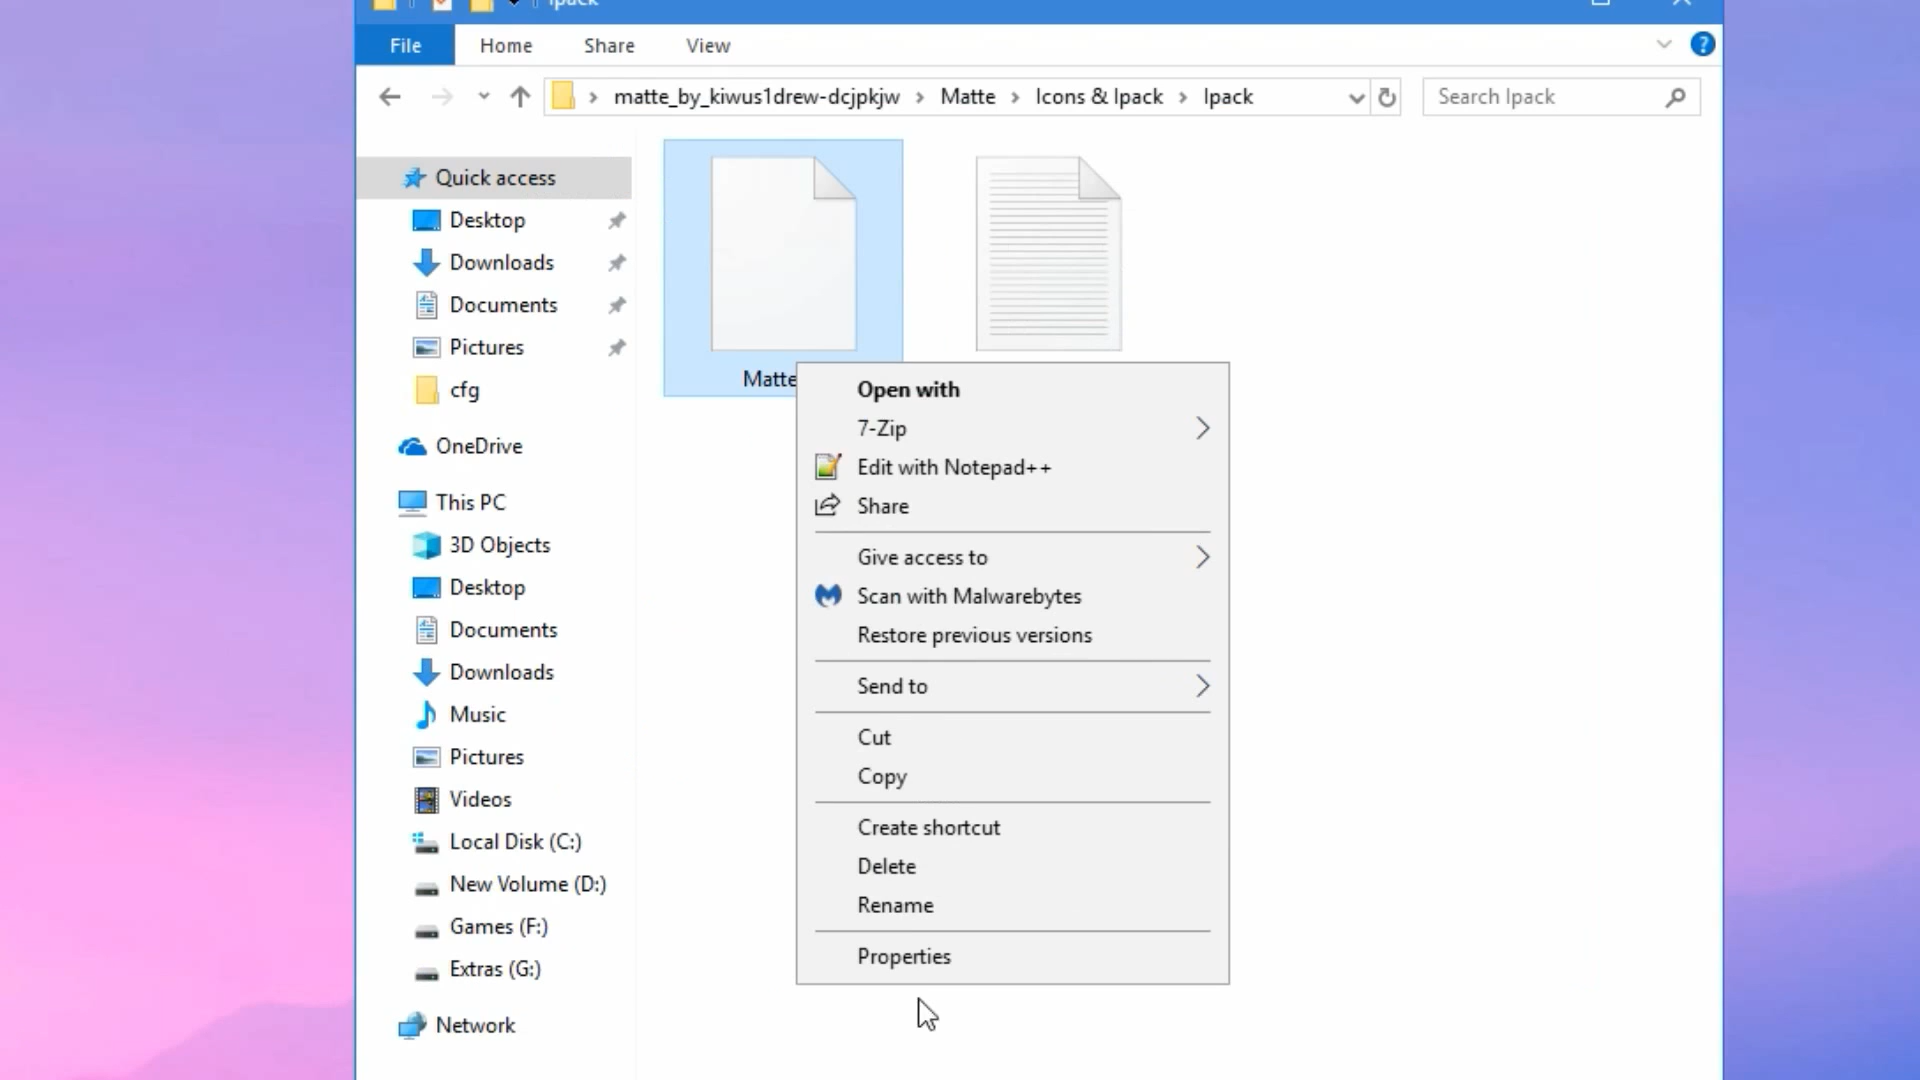 Ipack
File Home Share View
matte_by_kiwus1drew-dcjpkjw Matte Icons & Ipack Ipack
Search Ipack
Quick access
Desktop
Downloads
Documents
Pictures
cfg
OneDrive
This PC
3D Objects
Desktop
Documents
Downloads
Music
Pictures
Videos
Local Disk (C:)
New Volume (D:)
Games (F:)
Extras (G:)
Network
Matte
Open with
7-Zip
Edit with Notepad++
Share
Give access to
Scan with Malwarebytes
Restore previous versions
Send to
Cut
Copy
Create shortcut
Delete
Rename
Properties